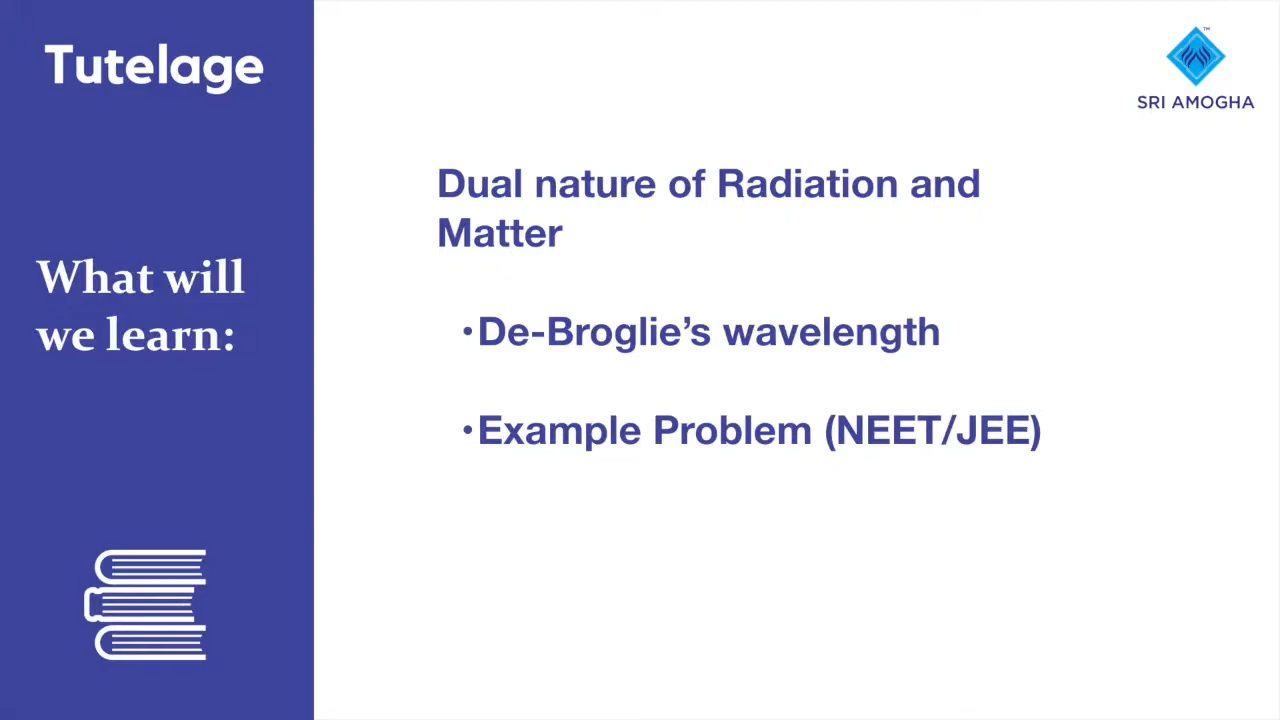 Tutelage
What will
we learn:
™
SRI AMOGHA
Dual nature of Radiation and
Matter
•De-Broglie’s wavelength
•Example Problem (NEET/JEE)